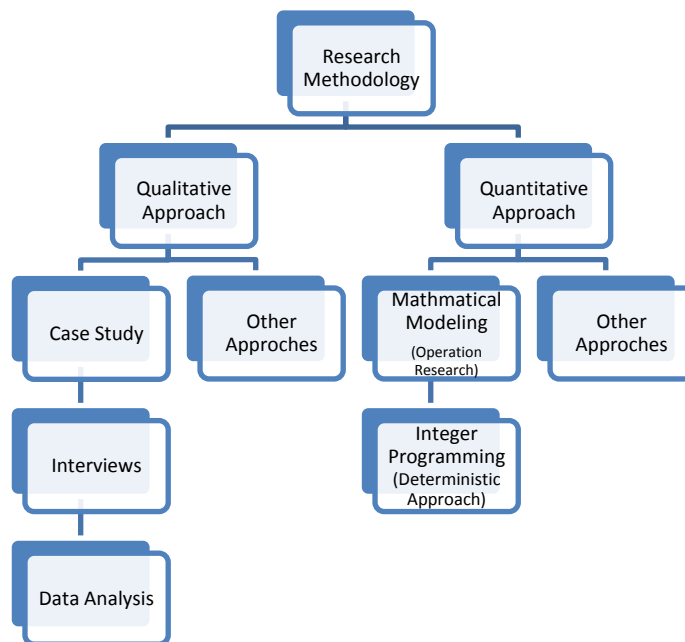 Research
Methodology
Qualitative
Approach
Quantitative
Approach
Case Study
Other
Approches
Mathmatical
Modeling
(Operation
Research)
Other
Approches
Interviews
Integer
Programming
(Deterministic
Approach)
Data Analysis